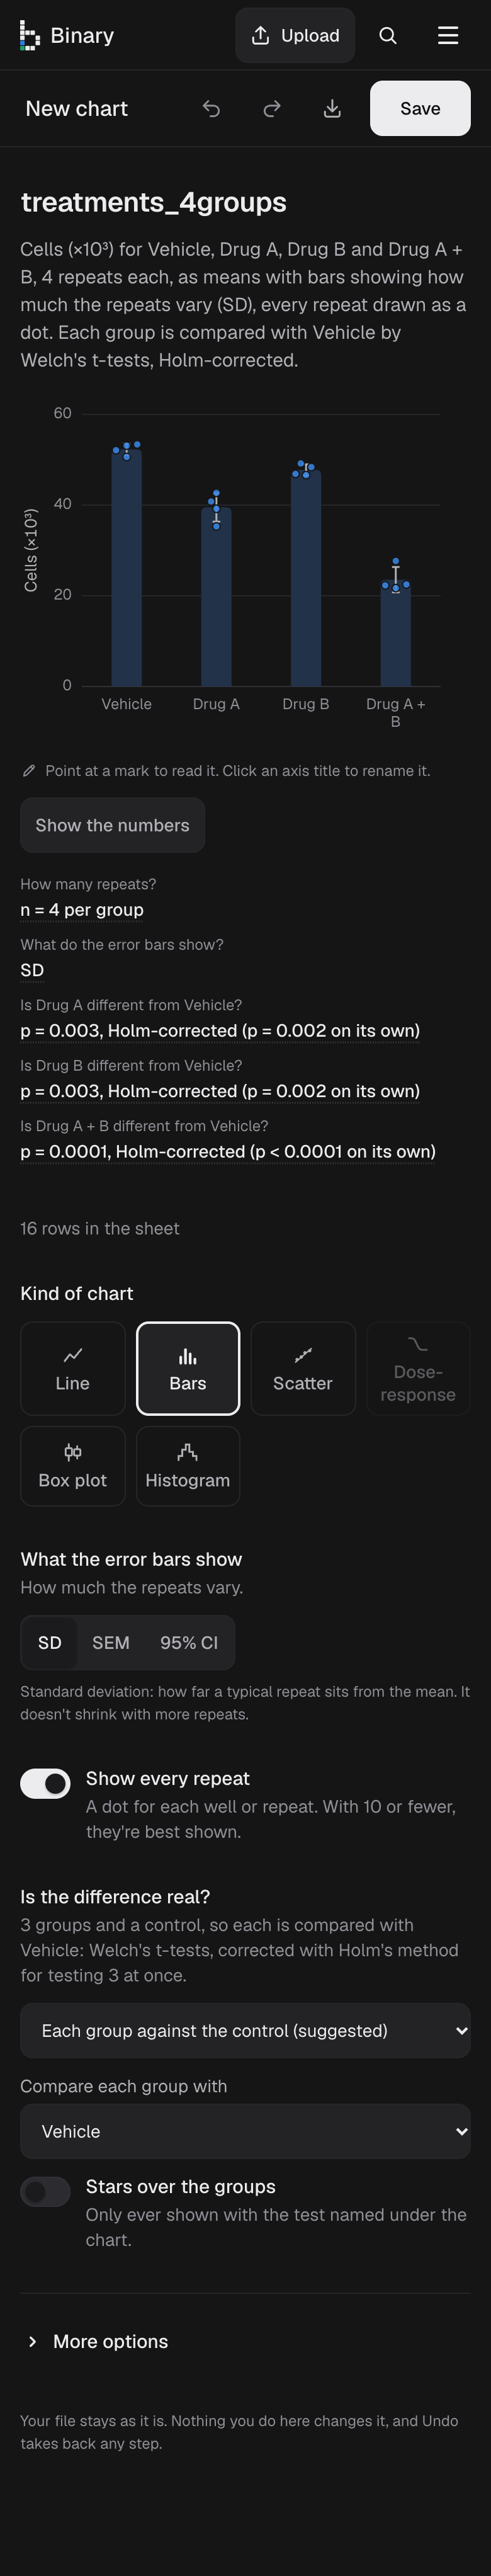 Binary
Upload
New chart
Save
treatments_4groups
Cells (×10³) for Vehicle, Drug A, Drug B and Drug A +
B, 4 repeats each, as means with bars showing how
much the repeats vary (SD), every repeat drawn as a
dot. Each group is compared with Vehicle by
Welch's t-tests, Holm-corrected.
60
40
20
0
Cells (×10³)
Vehicle
Drug A
Drug B
Drug A +
B
Point at a mark to read it. Click an axis title to rename it.
Show the numbers
How many repeats?
n = 4 per group
What do the error bars show?
SD
Is Drug A different from Vehicle?
p = 0.003, Holm-corrected (p = 0.002 on its own)
Is Drug B different from Vehicle?
p = 0.003, Holm-corrected (p = 0.002 on its own)
Is Drug A + B different from Vehicle?
p = 0.0001, Holm-corrected (p < 0.0001 on its own)
16 rows in the sheet
Kind of chart
Line
Bars
Scatter
Dose-
response
Box plot
Histogram
What the error bars show
How much the repeats vary.
SD
SEM
95% CI
Standard deviation: how far a typical repeat sits from the mean. It
doesn't shrink with more repeats.
Show every repeat
A dot for each well or repeat. With 10 or fewer,
they're best shown.
Is the difference real?
3 groups and a control, so each is compared with
Vehicle: Welch's t-tests, corrected with Holm's method
for testing 3 at once.
Each group against the control (suggested)
Compare each group with
Vehicle
Stars over the groups
Only ever shown with the test named under the
chart.
More options
Your file stays as it is. Nothing you do here changes it, and Undo
takes back any step.